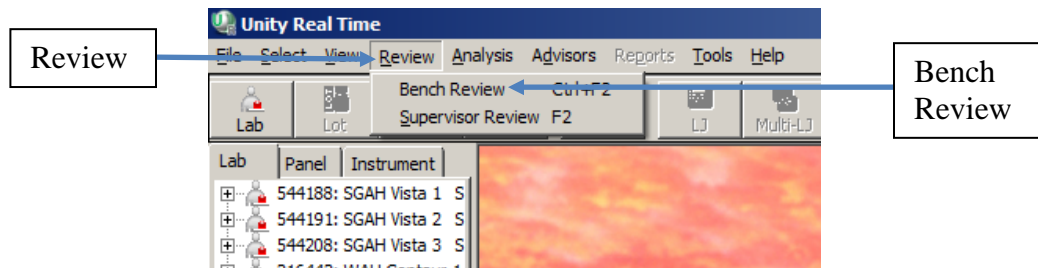 Unity Real Time
Review
File Select View Review Analysis Advisors Reports Tools Help
Bench Review Ctrl+F2
Bench Review
Supervisor Review F2
Lab Lot LJ Multi-LJ
Lab Panel Instrument
544188: SGAH Vista 1 S
544191: SGAH Vista 2 S
544208: SGAH Vista 3 S